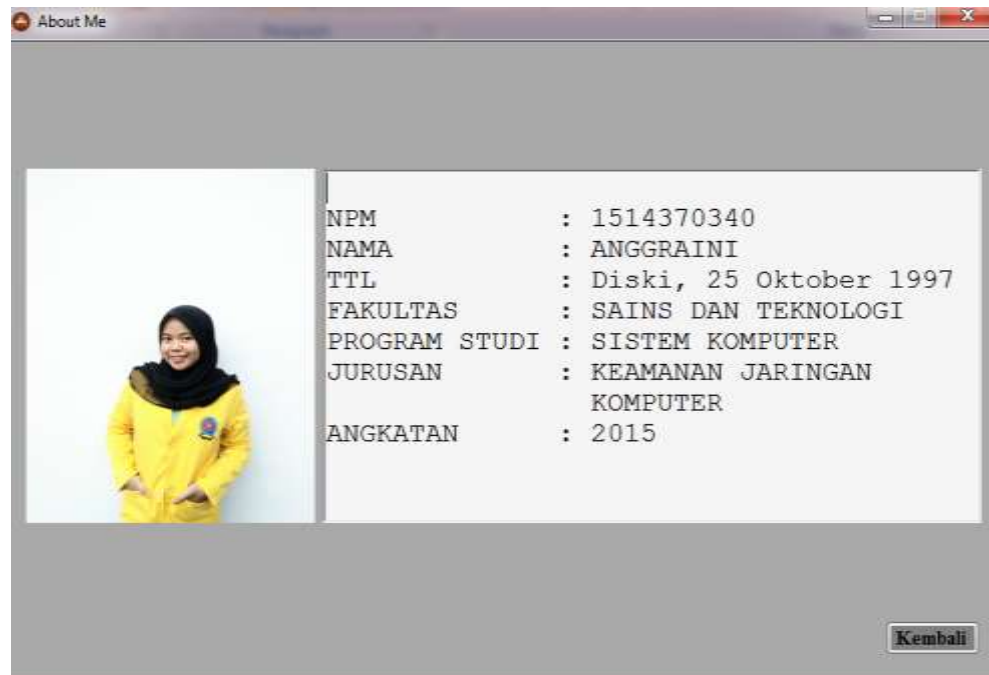 About Me
NPM : 1514370340
NAMA : ANGGRAINI
TTL : Diski, 25 Oktober 1997
FAKULTAS : SAINS DAN TEKNOLOGI
PROGRAM STUDI : SISTEM KOMPUTER
JURUSAN : KEAMANAN JARINGAN
KOMPUTER
ANGKATAN : 2015
Kembali